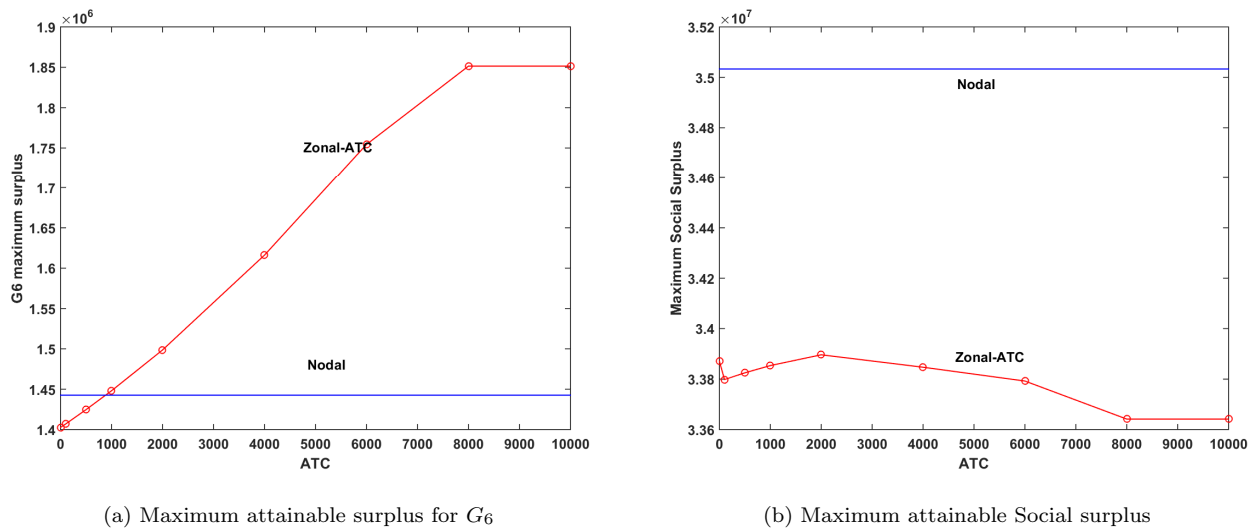 ×10⁶
1.9
1.85
1.8
1.75
1.7
1.65
1.6
1.55
1.5
1.45
1.4
G6 maximum surplus
Zonal-ATC
Nodal
0 1000 2000 3000 4000 5000 6000 7000 8000 9000 10000
ATC
(a) Maximum attainable surplus for G₆
×10⁷
3.52
3.5
3.48
3.46
3.44
3.42
3.4
3.38
3.36
Maximum Social Surplus
Nodal
Zonal-ATC
0 1000 2000 3000 4000 5000 6000 7000 8000 9000 10000
ATC
(b) Maximum attainable Social surplus